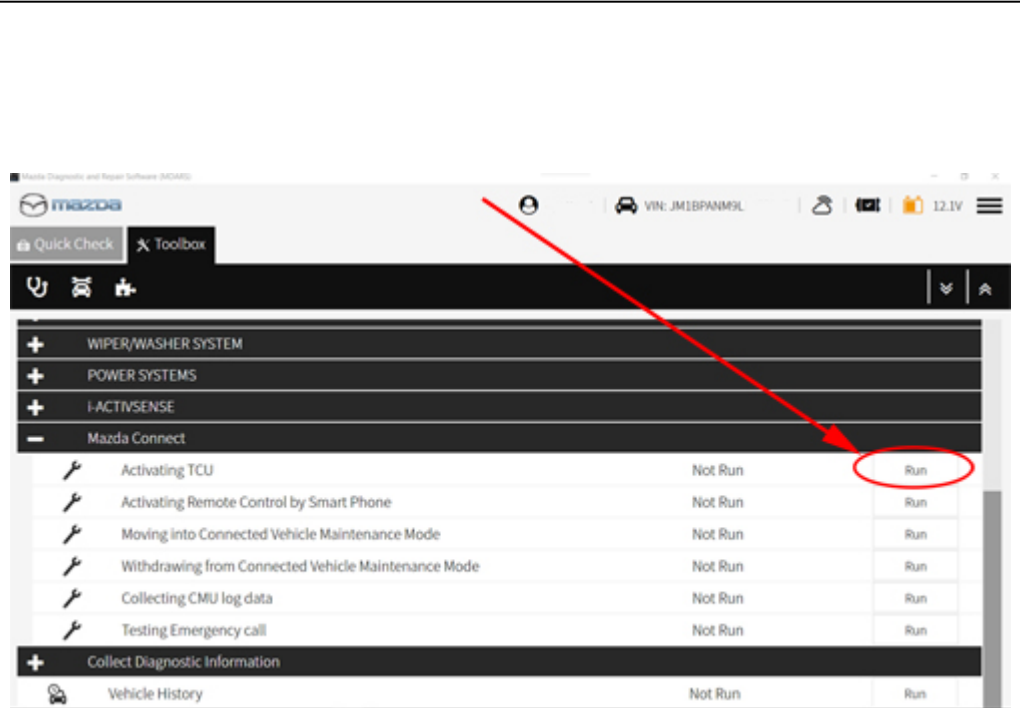 Mazda Diagnostic and Repair Software (MDARS)
mazda
VIN: JM1BPANM9L
12.1V
Quick Check
Toolbox
WIPER/WASHER SYSTEM
POWER SYSTEMS
i-ACTIVSENSE
Mazda Connect
Activating TCU Not Run Run
Activating Remote Control by Smart Phone Not Run Run
Moving into Connected Vehicle Maintenance Mode Not Run Run
Withdrawing from Connected Vehicle Maintenance Mode Not Run Run
Collecting CMU log data Not Run Run
Testing Emergency call Not Run Run
Collect Diagnostic Information
Vehicle History Not Run Run